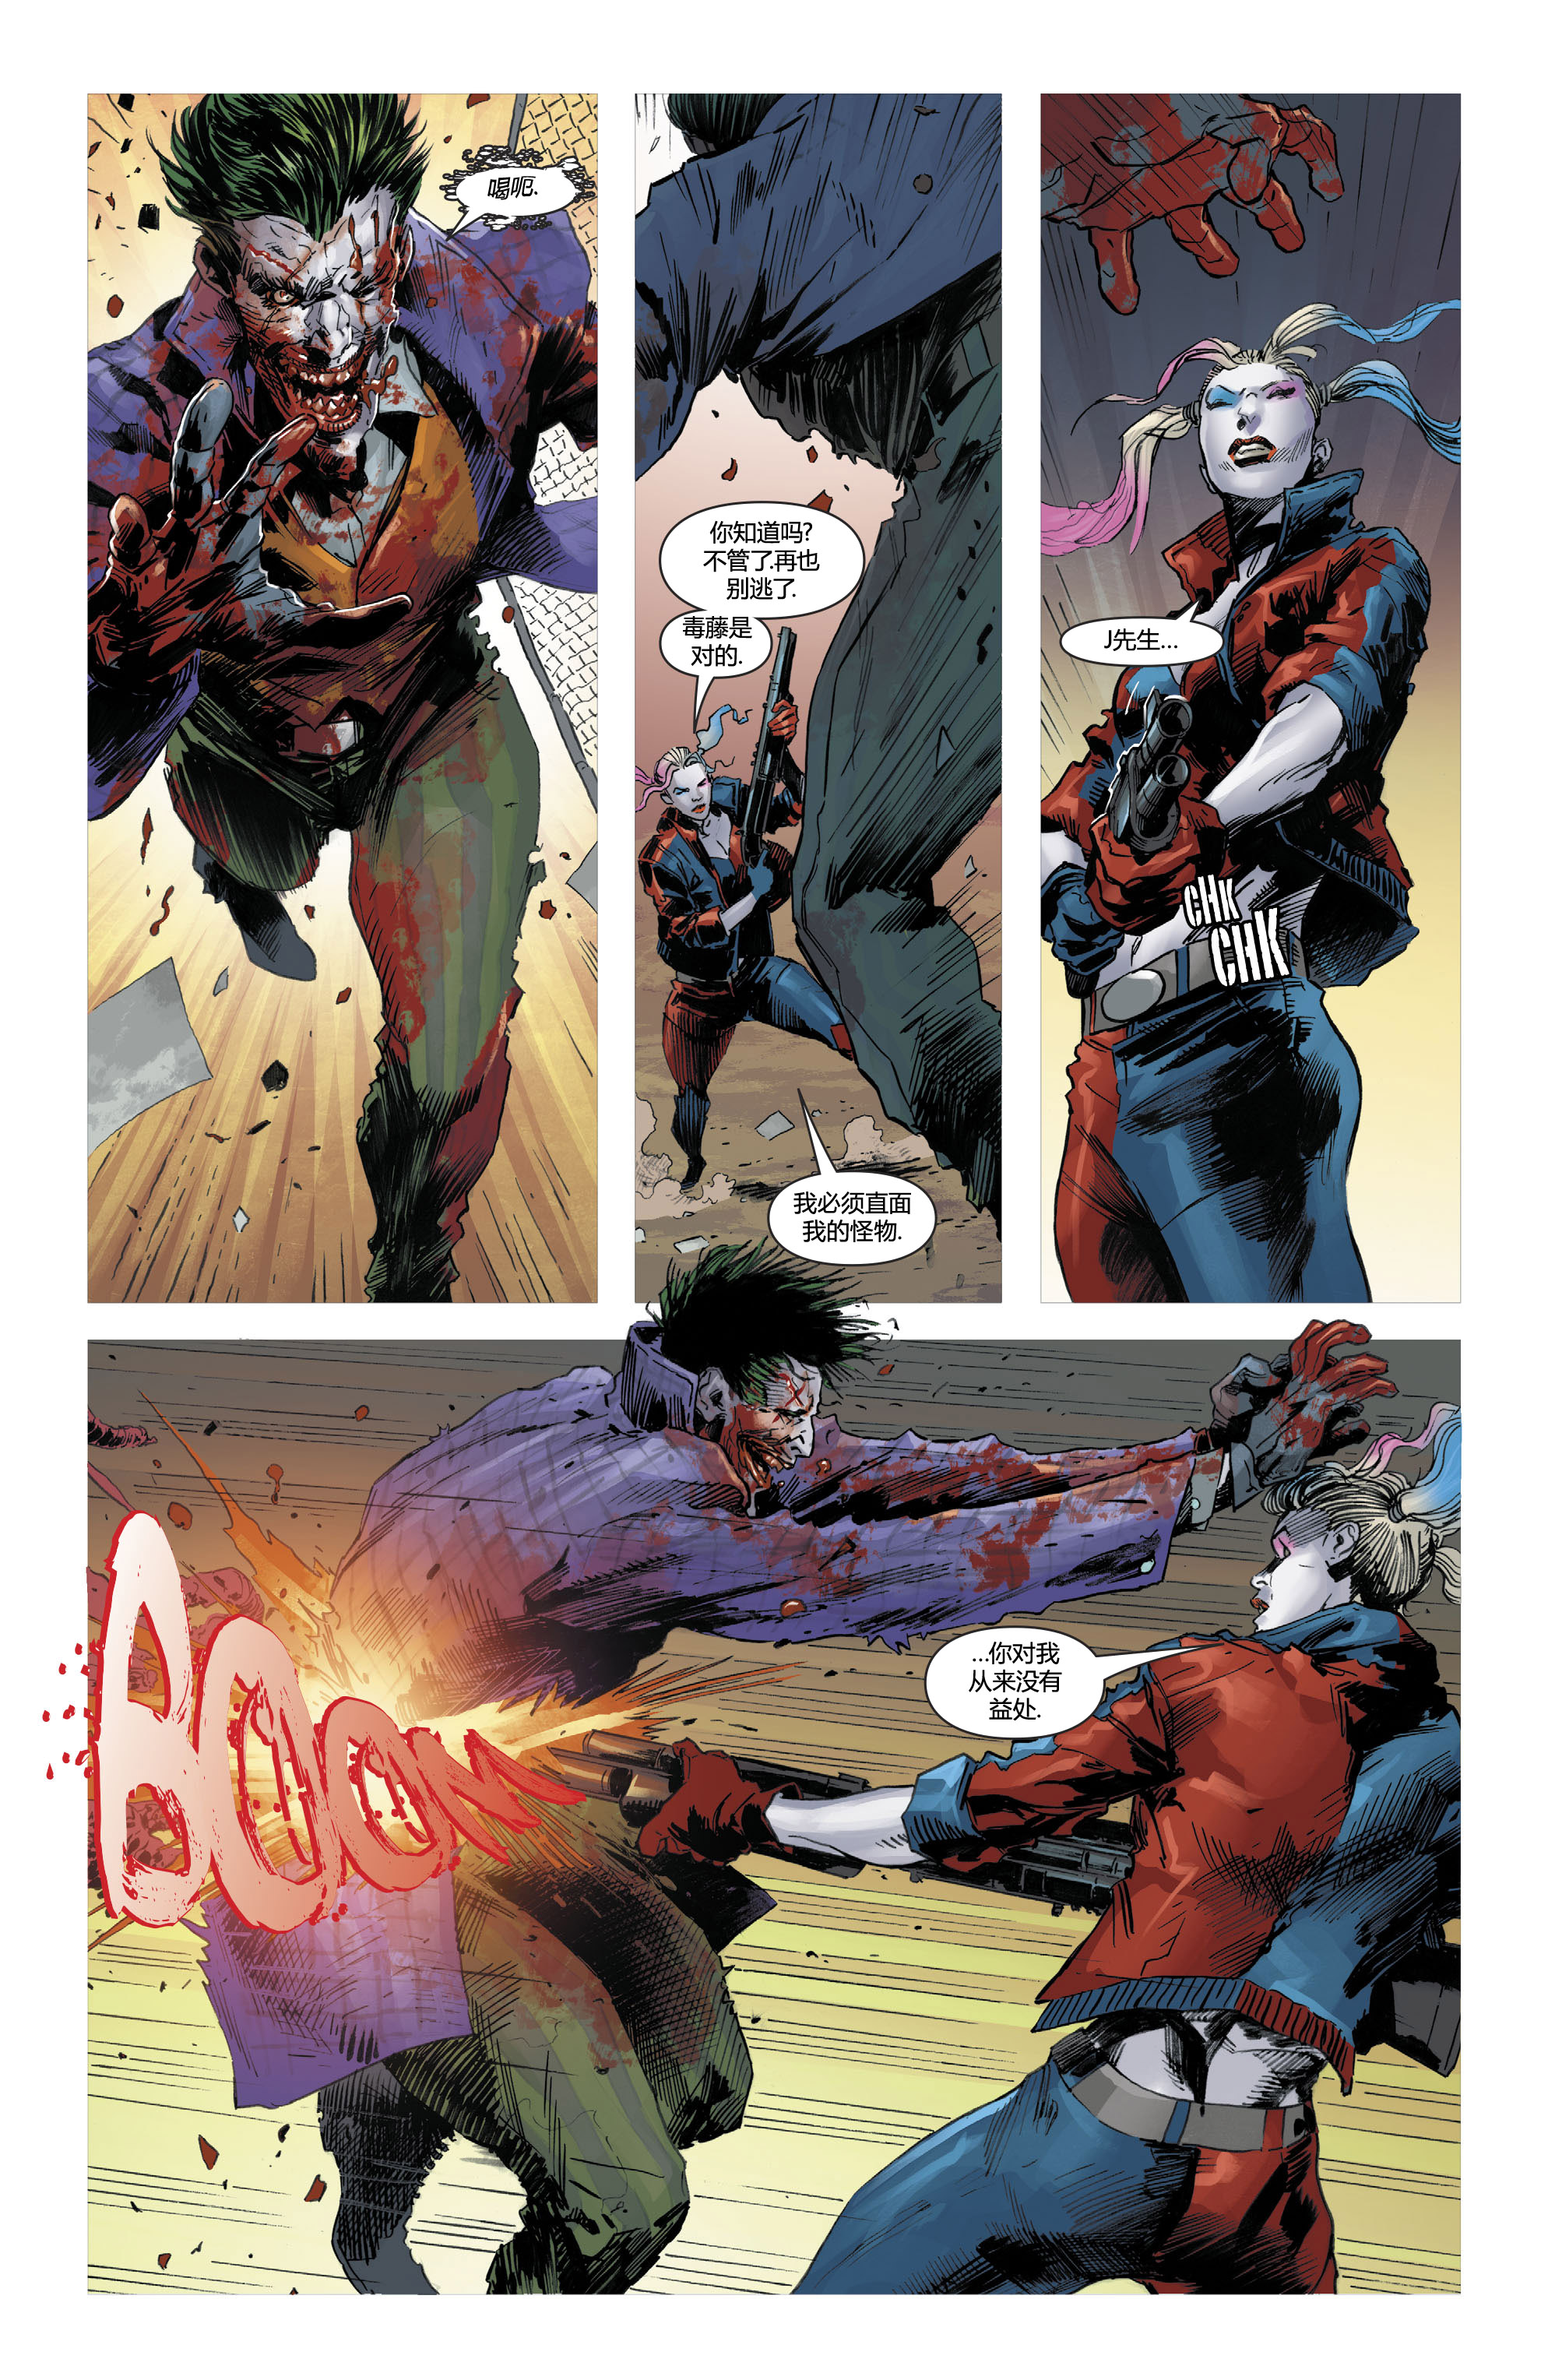 喝呃.
你知道吗?
不管了.再也
别逃了.
毒藤是
对的.
我必须直面
我的怪物.
J先生...
CHK
CHK
BOOM
...你对我
从来没有
益处.